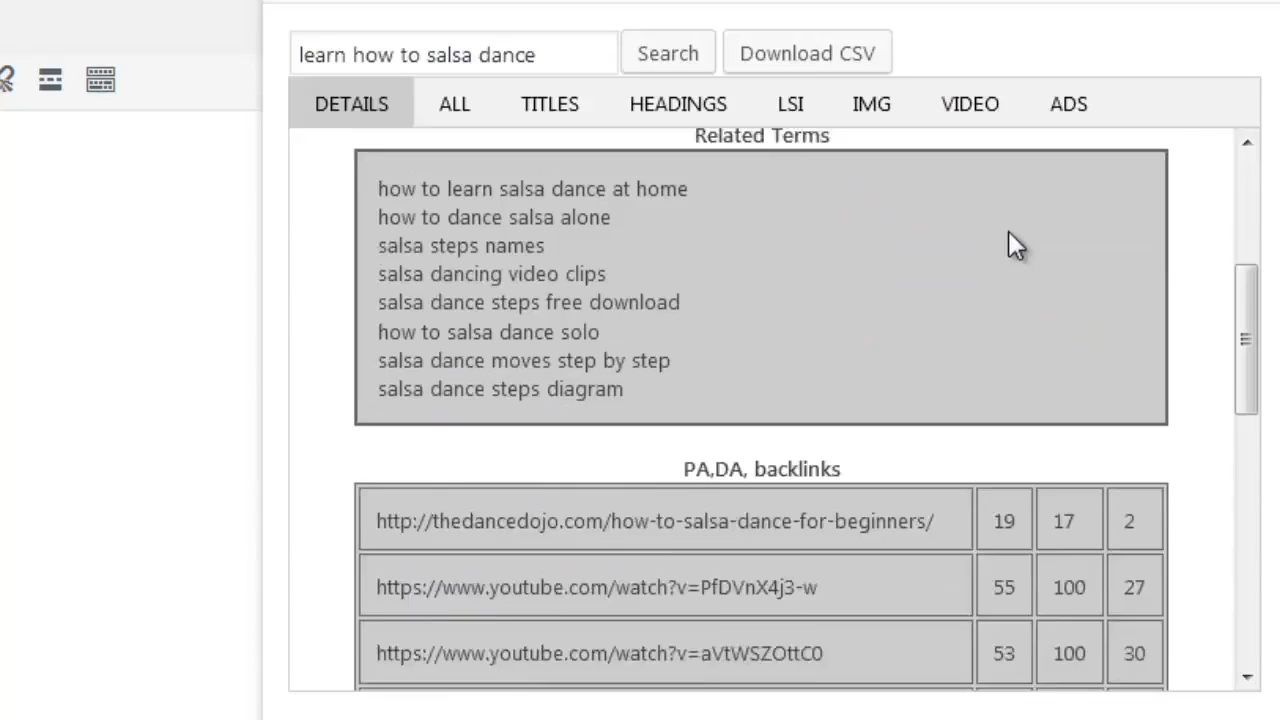 learn how to salsa dance Search Download CSV
DETAILS ALL TITLES HEADINGS LSI IMG VIDEO ADS
Related Terms
how to learn salsa dance at home
how to dance salsa alone
salsa steps names
salsa dancing video clips
salsa dance steps free download
how to salsa dance solo
salsa dance moves step by step
salsa dance steps diagram
PA,DA, backlinks
http://thedancedojo.com/how-to-salsa-dance-for-beginners/ 19 17 2
https://www.youtube.com/watch?v=PfDVnX4j3-w 55 100 27
https://www.youtube.com/watch?v=aVtWSZOttC0 53 100 30